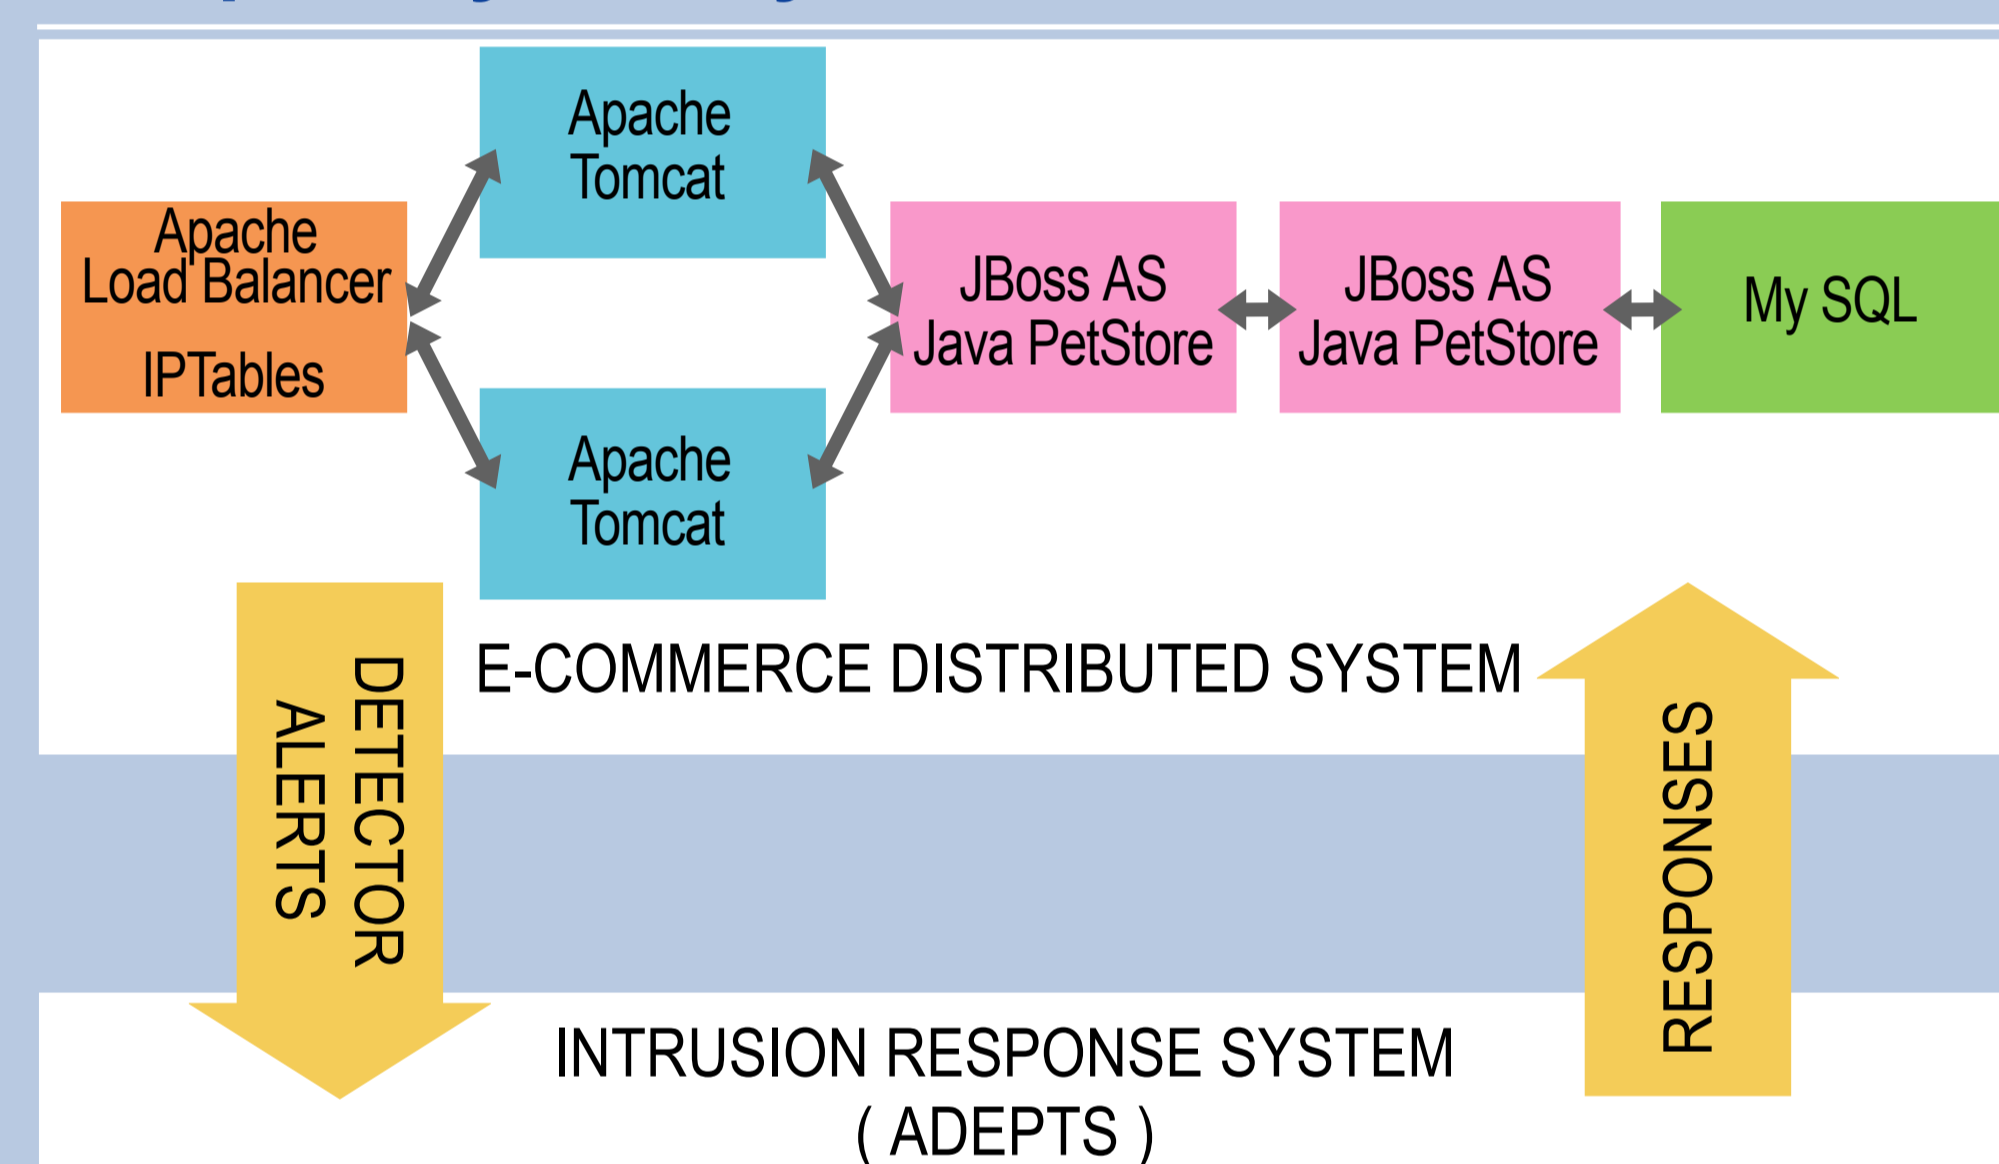 Apache
Tomcat
Apache
Load Balancer
IPTables
JBoss AS
Java PetStore
JBoss AS
Java PetStore
My SQL
Apache
Tomcat
E-COMMERCE DISTRIBUTED SYSTEM
DETECTOR
ALERTS
RESPONSES
INTRUSION RESPONSE SYSTEM
( ADEPTS )